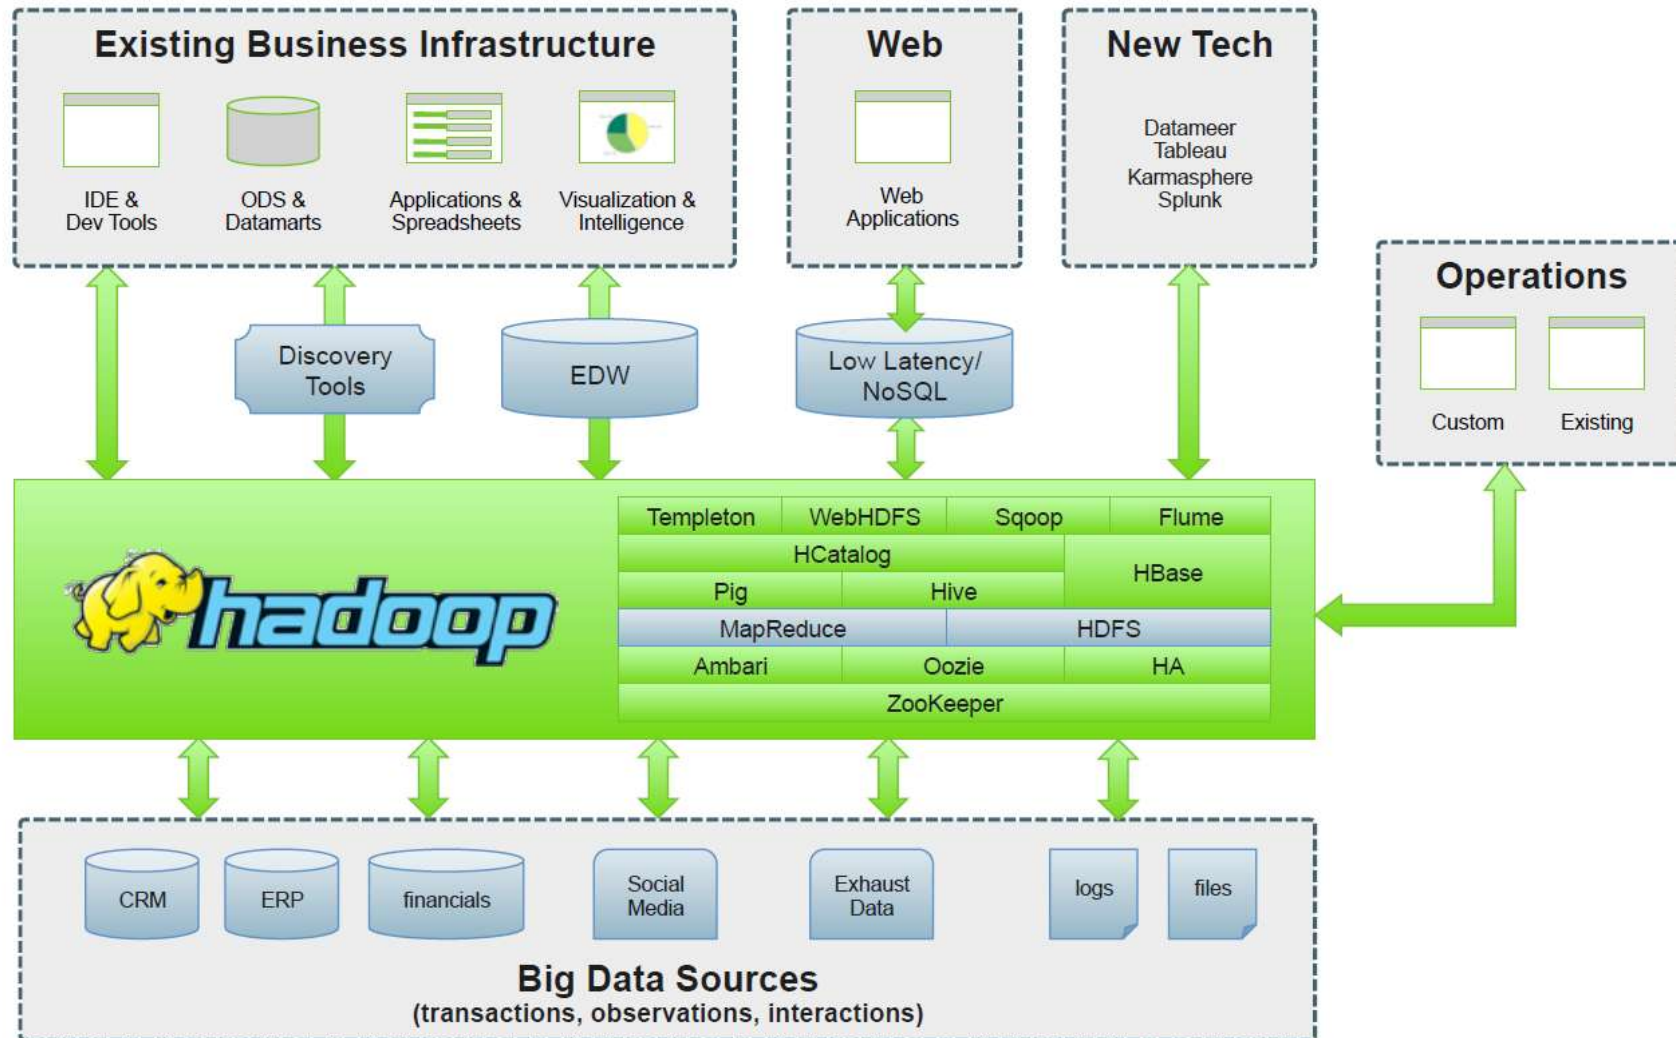 Existing Business Infrastructure
IDE &
Dev Tools
ODS &
Datamarts
Applications &
Spreadsheets
Visualization &
Intelligence
Web
Web
Applications
New Tech
Datameer
Tableau
Karmasphere
Splunk
Operations
Custom
Existing
Discovery
Tools
EDW
Low Latency/
NoSQL
hadoop
Templeton
WebHDFS
Sqoop
Flume
HCatalog
HBase
Pig
Hive
MapReduce
HDFS
Ambari
Oozie
HA
ZooKeeper
CRM
ERP
financials
Social
Media
Exhaust
Data
logs
files
Big Data Sources
(transactions, observations, interactions)